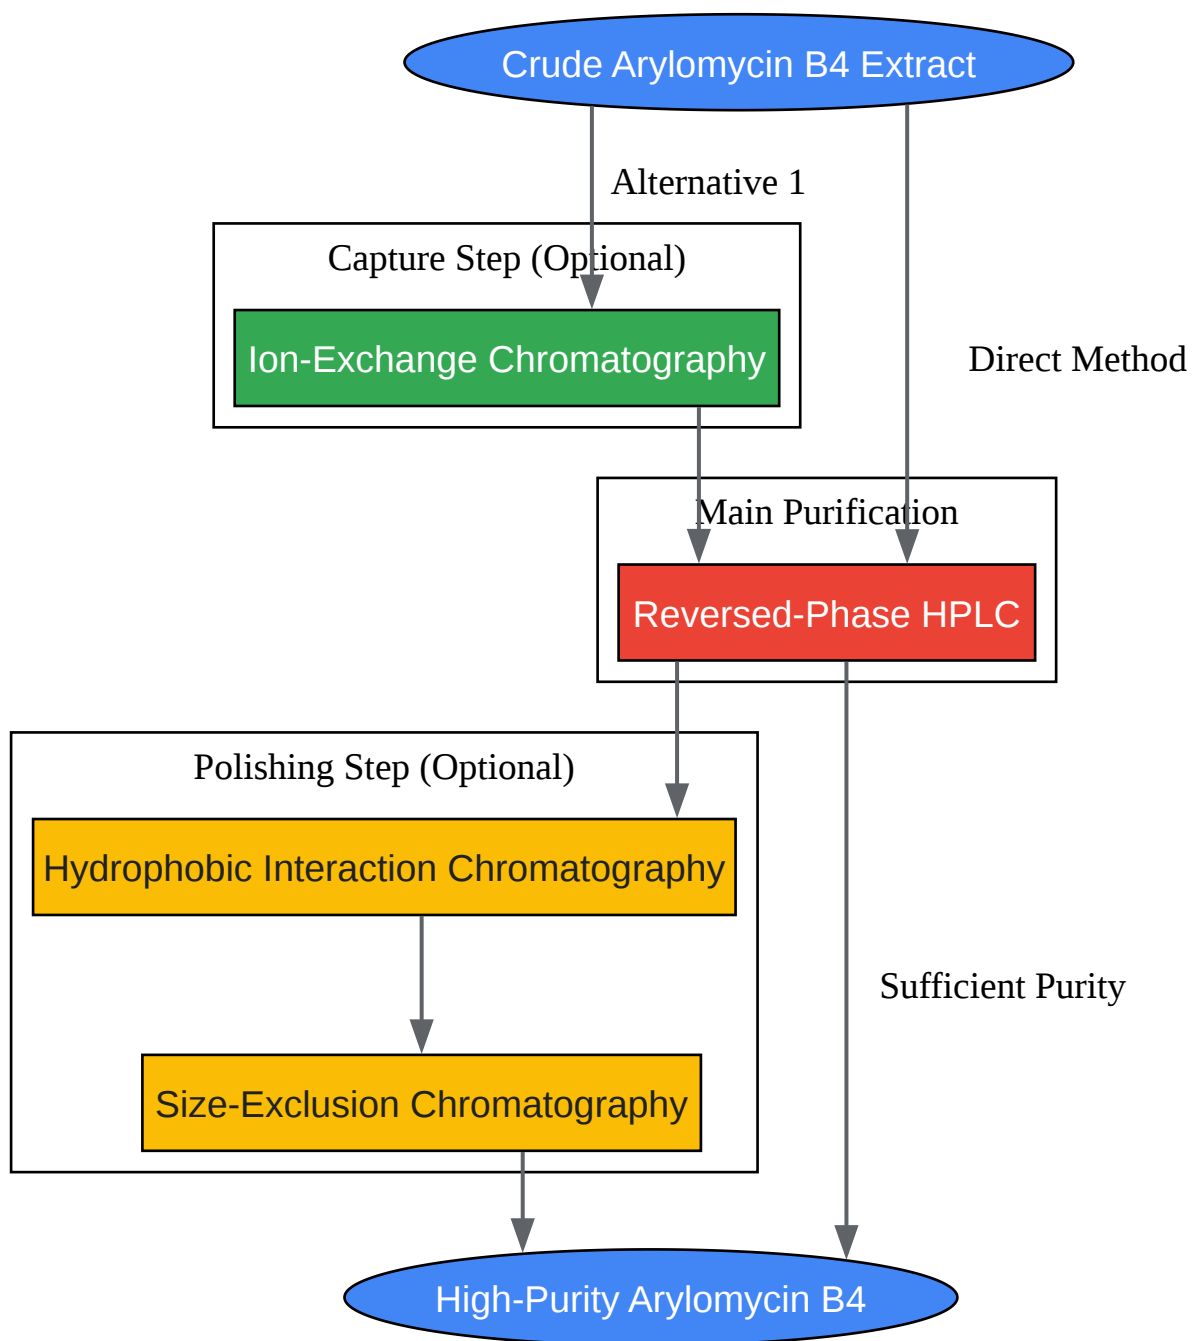 Crude Arylomycin B4 Extract
Alternative 1
Capture Step (Optional)
Ion-Exchange Chromatography
Direct Method
Main Purification
Reversed-Phase HPLC
Polishing Step (Optional)
Hydrophobic Interaction Chromatography
Sufficient Purity
Size-Exclusion Chromatography
High-Purity Arylomycin B4